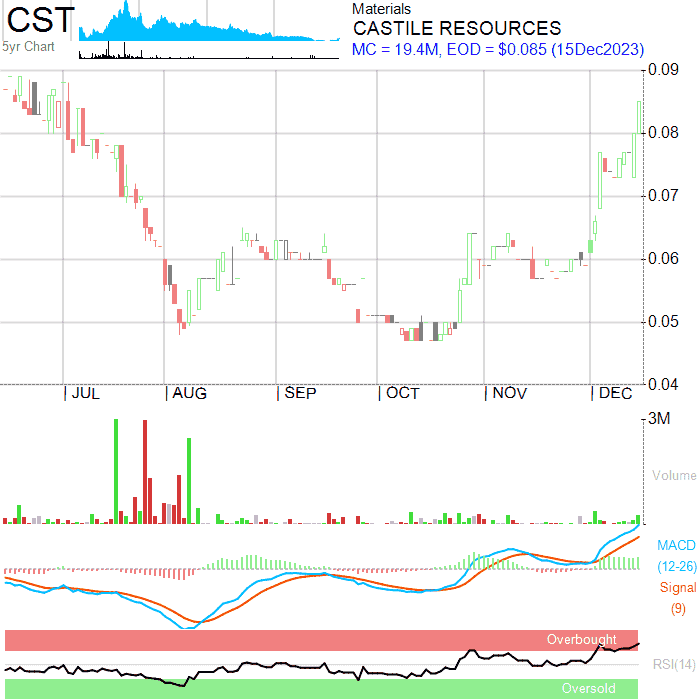 CST
5yr Chart
Materials
CASTILE RESOURCES
MC = 19.4M, EOD = $0.085 (15Dec2023)
0.09
0.08
0.07
0.06
0.05
0.04
JUL AUG SEP OCT NOV DEC
3M
Volume
MACD
(12-26)
Signal
(9)
Overbought
RSI(14)
Oversold